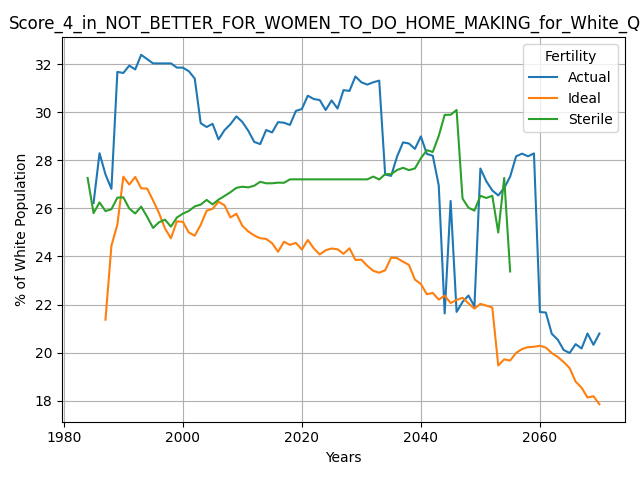 Score_4_in_NOT_BETTER_FOR_WOMEN_TO_DO_HOME_MAKING_for_White_Q
Fertility
Actual
Ideal
Sterile
% of White Population
32
30
28
26
24
22
20
18
1980
2000
2020
2040
2060
Years